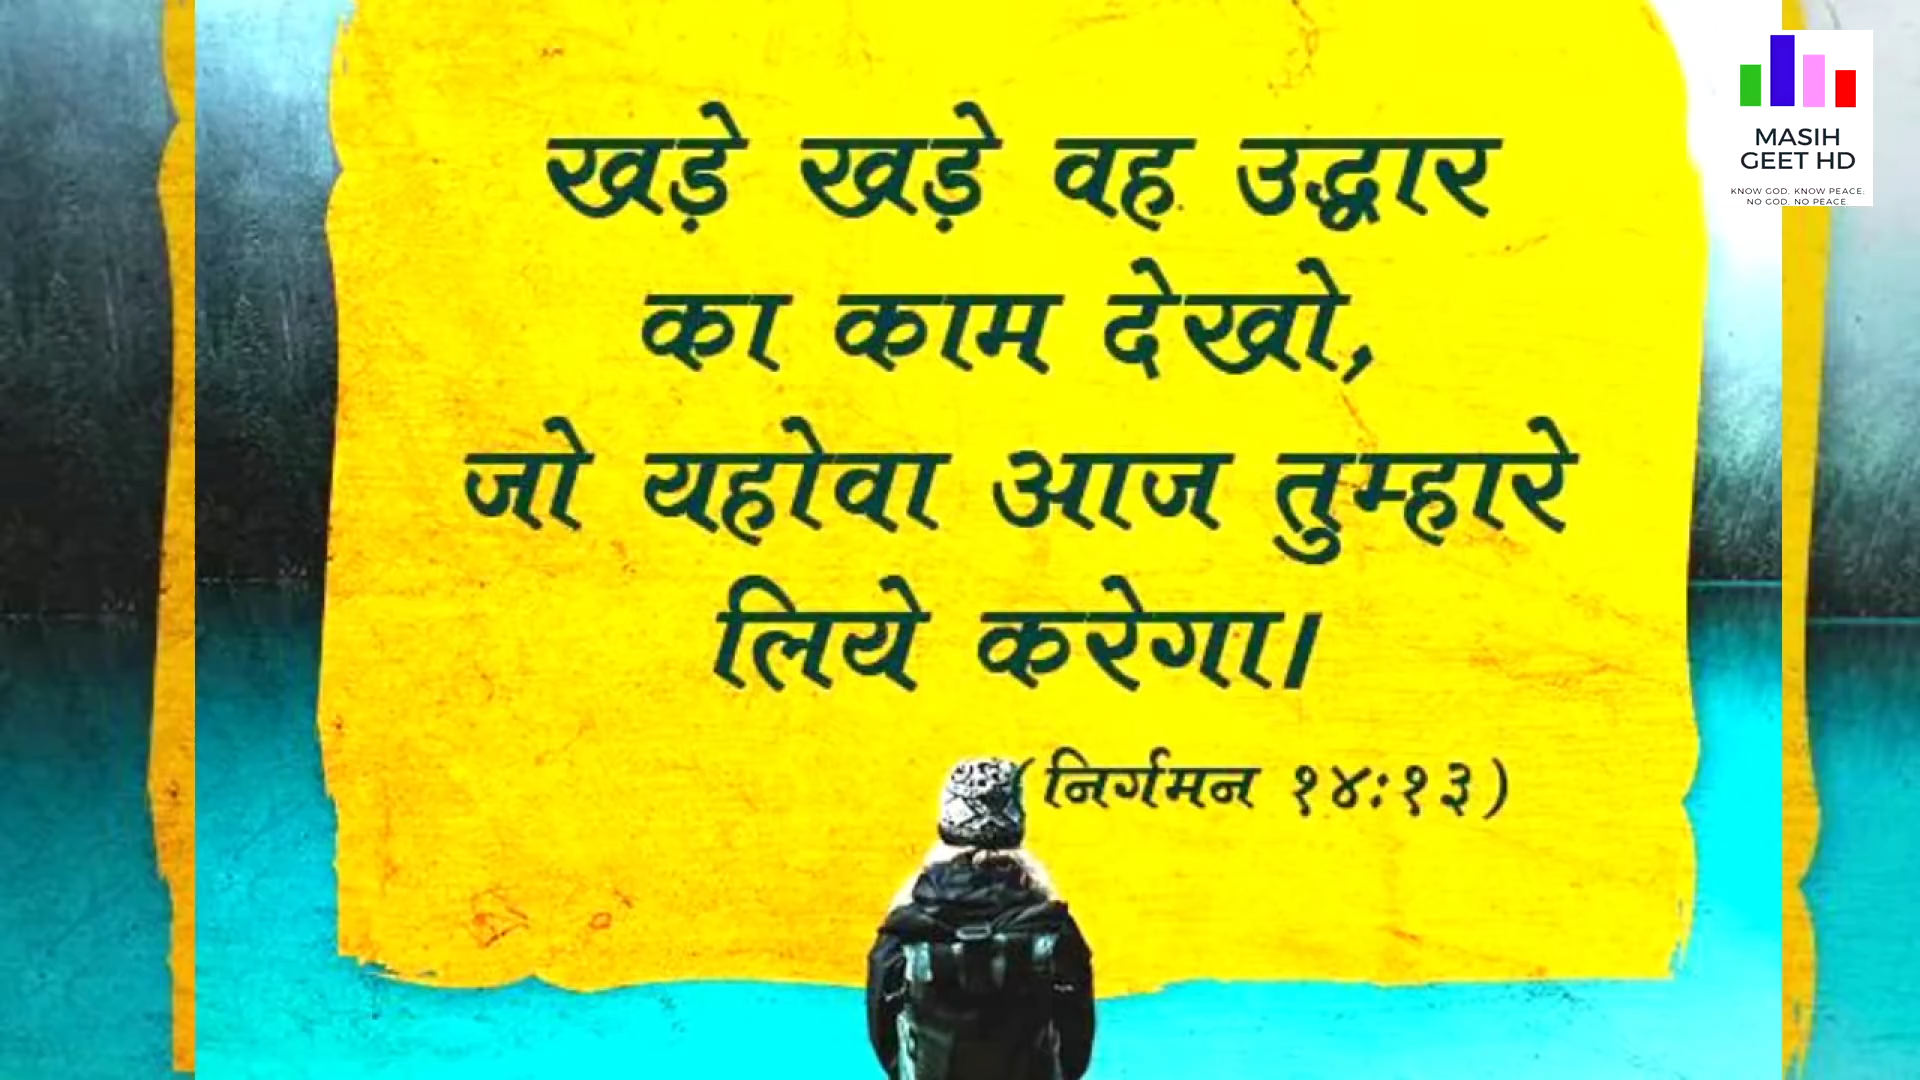 खड़े खड़े वह उद्धार
का काम देखो,
जो यहोवा आज तुम्हारे
लिये करेगा।
(निर्गमन १४:१३)
MASIH
GEET HD
KNOW GOD. KNOW PEACE.
NO GOD. NO PEACE